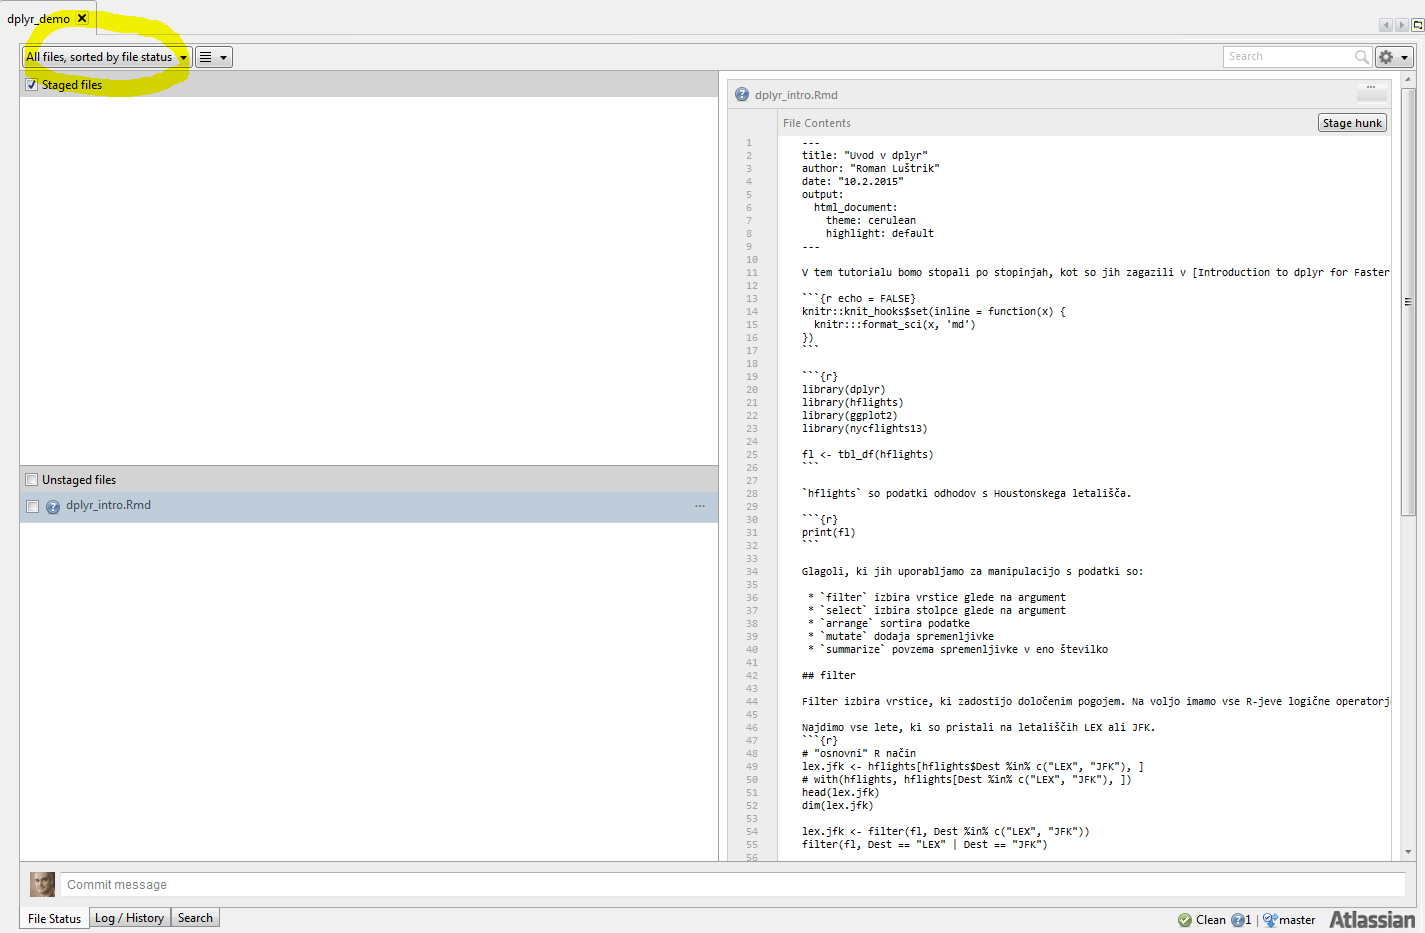 dplyr_demo
All files, sorted by file status
Search
Staged files
Unstaged files
dplyr_intro.Rmd
dplyr_intro.Rmd
File Contents
Stage hunk
1 ---
2 title: "Uvod v dplyr"
3 author: "Roman Luštrik"
4 date: "10.2.2015"
5 output:
6   html_document:
7     theme: cerulean
8     highlight: default
9 ---
10
11 V tem tutorialu bomo stopali po stopinjah, kot so jih zagazili v [Introduction to dplyr for Faster
12
13 ```{r echo = FALSE}
14 knitr::knit_hooks$set(inline = function(x) {
15   knitr:::format_sci(x, 'md')
16 })
17 ```
18
19 ```{r}
20 library(dplyr)
21 library(hflights)
22 library(ggplot2)
23 library(nycflights13)
24
25 fl <- tbl_df(hflights)
26 ```
27
28 `hflights` so podatki odhodov s Houstonskega letališča.
29
30 ```{r}
31 print(fl)
32 ```
33
34 Glagoli, ki jih uporabljamo za manipulacijo s podatki so:
35
36  * `filter` izbira vrstice glede na argument
37  * `select` izbira stolpce glede na argument
38  * `arrange` sortira podatke
39  * `mutate` dodaja spremenljivke
40  * `summarize` povzema spremenljivke v eno številko
41
42 ## filter
43
44 Filter izbira vrstice, ki zadostijo določenim pogojem. Na voljo imamo vse R-jeve logične operatorj
45
46 Najdimo vse lete, ki so pristali na letališčih LEX ali JFK.
47 ```{r}
48 # "osnovni" R način
49 lex.jfk <- hflights[hflights$Dest %in% c("LEX", "JFK"), ]
50 # with(hflights, hflights[Dest %in% c("LEX", "JFK"), ])
51 head(lex.jfk)
52 dim(lex.jfk)
53
54 lex.jfk <- filter(fl, Dest %in% c("LEX", "JFK"))
55 filter(fl, Dest == "LEX" | Dest == "JFK")
56
Commit message
File Status
Log / History
Search
Clean 1 | master Atlassian